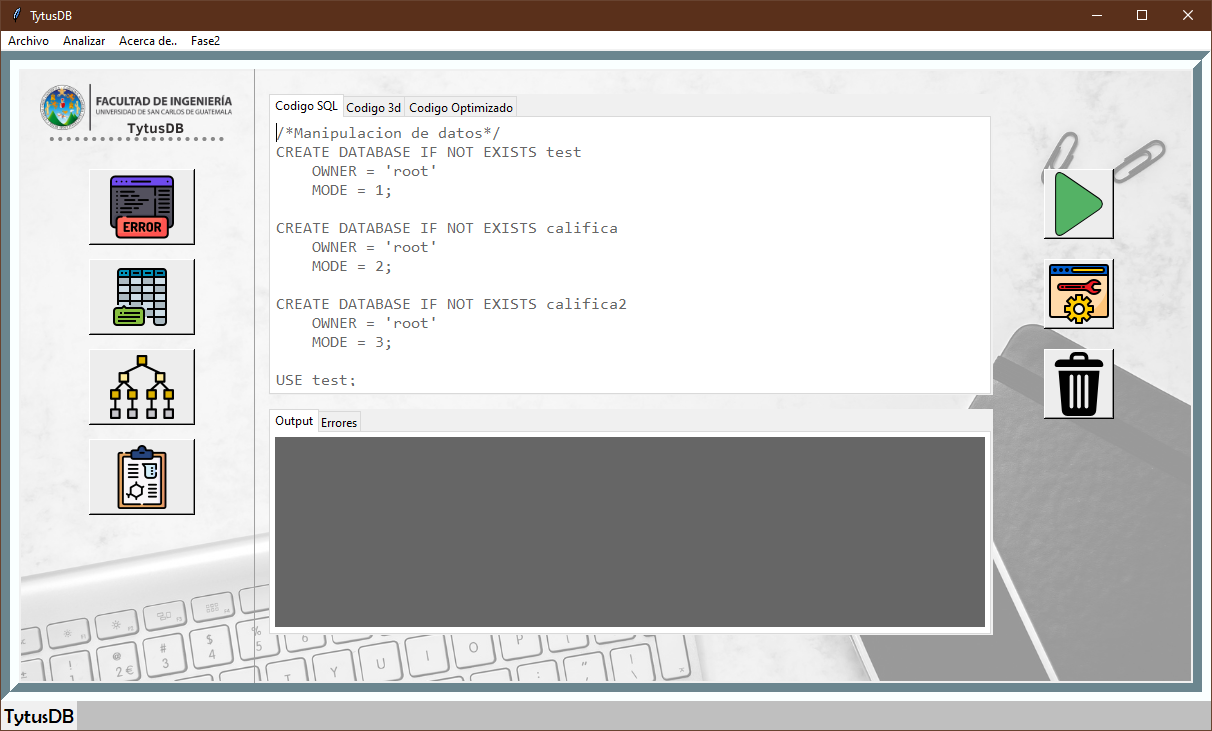 TytusDB
Archivo Analizar Acerca de.. Fase2
FACULTAD DE INGENIERÍA
UNIVERSIDAD DE SAN CARLOS DE GUATEMALA
TytusDB
ERROR
Codigo SQL Codigo 3d Codigo Optimizado
/*Manipulacion de datos*/
CREATE DATABASE IF NOT EXISTS test
    OWNER = 'root'
    MODE = 1;
CREATE DATABASE IF NOT EXISTS califica
    OWNER = 'root'
    MODE = 2;
CREATE DATABASE IF NOT EXISTS califica2
    OWNER = 'root'
    MODE = 3;
USE test;
Output Errores
TytusDB